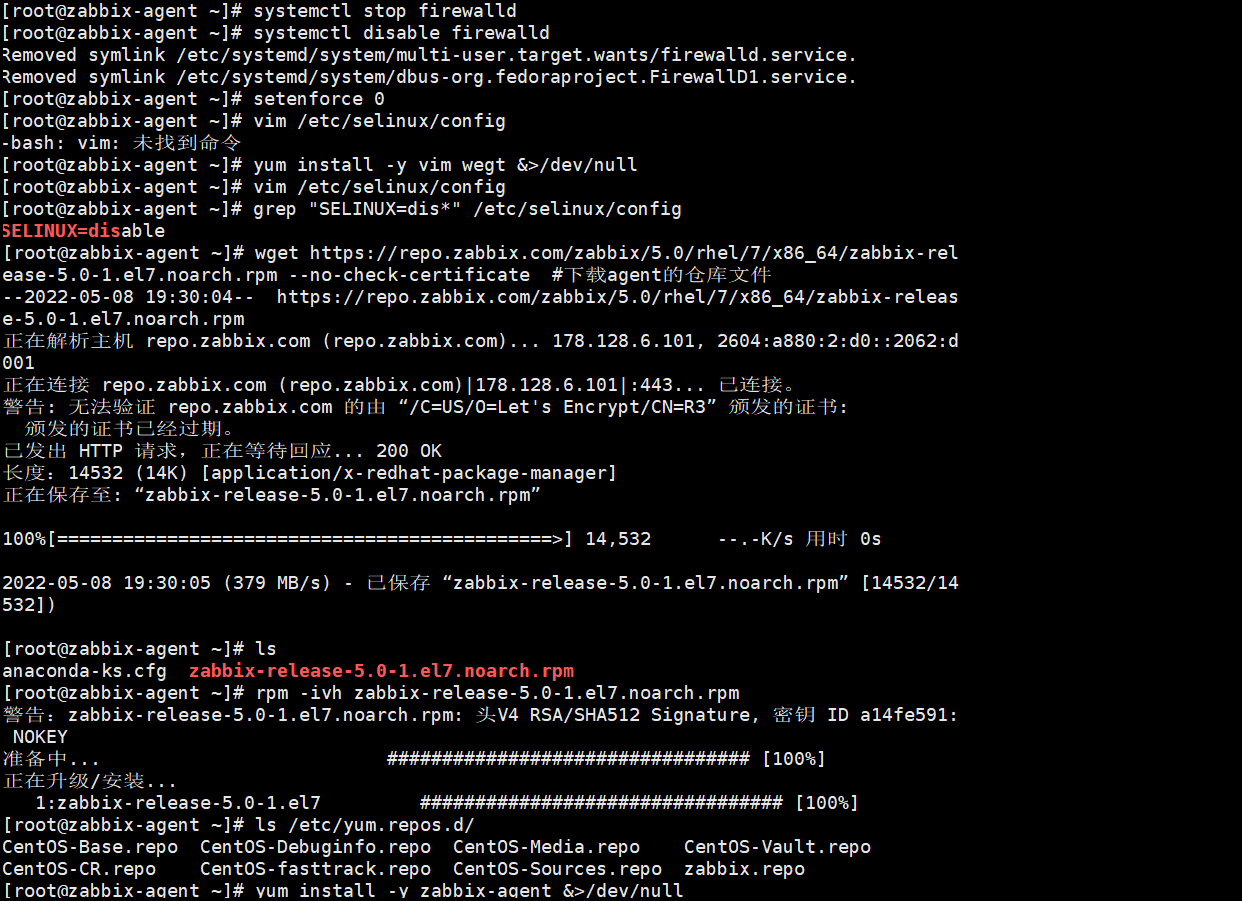 [root@zabbix-agent ~]# systemctl stop firewalld
[root@zabbix-agent ~]# systemctl disable firewalld
Removed symlink /etc/systemd/system/multi-user.target.wants/firewalld.service.
Removed symlink /etc/systemd/system/dbus-org.fedoraproject.FirewallD1.service.
[root@zabbix-agent ~]# setenforce 0
[root@zabbix-agent ~]# vim /etc/selinux/config
-bash: vim: 未找到命令
[root@zabbix-agent ~]# yum install -y vim wegt &>/dev/null
[root@zabbix-agent ~]# vim /etc/selinux/config
[root@zabbix-agent ~]# grep "SELINUX=dis*" /etc/selinux/config
SELINUX=disable
[root@zabbix-agent ~]# wget https://repo.zabbix.com/zabbix/5.0/rhel/7/x86_64/zabbix-rel
ease-5.0-1.el7.noarch.rpm --no-check-certificate  #下载agent的仓库文件
--2022-05-08 19:30:04--  https://repo.zabbix.com/zabbix/5.0/rhel/7/x86_64/zabbix-releas
e-5.0-1.el7.noarch.rpm
正在解析主机 repo.zabbix.com (repo.zabbix.com)... 178.128.6.101, 2604:a880:2:d0::2062:d
001
正在连接 repo.zabbix.com (repo.zabbix.com)|178.128.6.101|:443... 已连接。
警告: 无法验证 repo.zabbix.com 的由 “/C=US/O=Let's Encrypt/CN=R3” 颁发的证书:
  颁发的证书已经过期。
已发出 HTTP 请求，正在等待回应... 200 OK
长度：14532 (14K) [application/x-redhat-package-manager]
正在保存至: “zabbix-release-5.0-1.el7.noarch.rpm”
100%[=============================================>] 14,532      --.-K/s 用时 0s
2022-05-08 19:30:05 (379 MB/s) - 已保存 “zabbix-release-5.0-1.el7.noarch.rpm” [14532/14
532])
[root@zabbix-agent ~]# ls
anaconda-ks.cfg  zabbix-release-5.0-1.el7.noarch.rpm
[root@zabbix-agent ~]# rpm -ivh zabbix-release-5.0-1.el7.noarch.rpm
警告：zabbix-release-5.0-1.el7.noarch.rpm: 头V4 RSA/SHA512 Signature, 密钥 ID a14fe591:
 NOKEY
准备中...                          ################################# [100%]
正在升级/安装...
   1:zabbix-release-5.0-1.el7         ################################# [100%]
[root@zabbix-agent ~]# ls /etc/yum.repos.d/
CentOS-Base.repo  CentOS-Debuginfo.repo  CentOS-Media.repo    CentOS-Vault.repo
CentOS-CR.repo    CentOS-fasttrack.repo  CentOS-Sources.repo  zabbix.repo
[root@zabbix-agent ~]# yum install -y zabbix-agent &>/dev/null